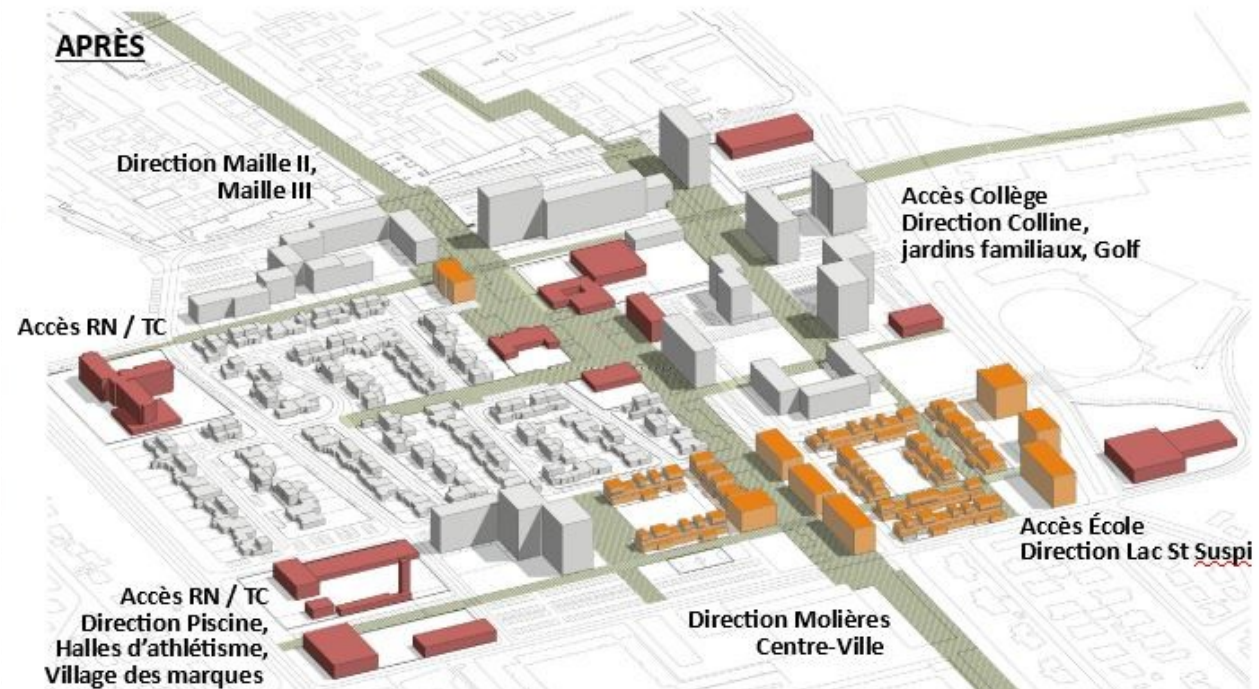 APRÈS
Direction Maille II,
Maille III
Accès Collège
Direction Colline,
jardins familiaux, Golf
Accès RN / TC
Accès École
Direction Lac St Suspi
Accès RN / TC
Direction Piscine,
Halles d'athlétisme,
Village des marques
Direction Molières
Centre-Ville